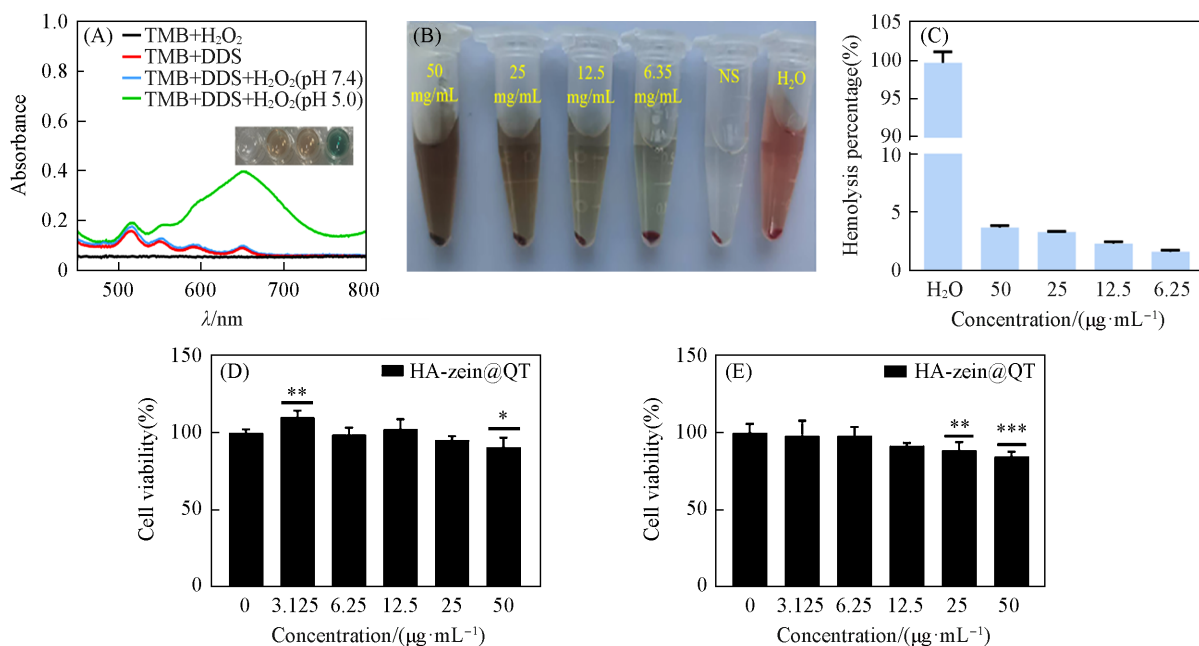 (A)
1.0
0.8
0.6
0.4
0.2
0
Absorbance
TMB+H₂O₂
TMB+DDS
TMB+DDS+H₂O₂(pH 7.4)
TMB+DDS+H₂O₂(pH 5.0)
500
600
700
800
λ/nm
(B)
50
mg/mL
25
mg/mL
12.5
mg/mL
6.35
mg/mL
NS
H₂O
(C)
Hemolysis percentage(%)
100
95
90
10
5
0
H₂O
50
25
12.5
6.25
Concentration/(μg·mL⁻¹)
(D)
HA-zein@QT
Cell viability(%)
150
100
50
0
**
*
0
3.125
6.25
12.5
25
50
Concentration/(μg·mL⁻¹)
(E)
HA-zein@QT
Cell viability(%)
150
100
50
0
**
***
0
3.125
6.25
12.5
25
50
Concentration/(μg·mL⁻¹)